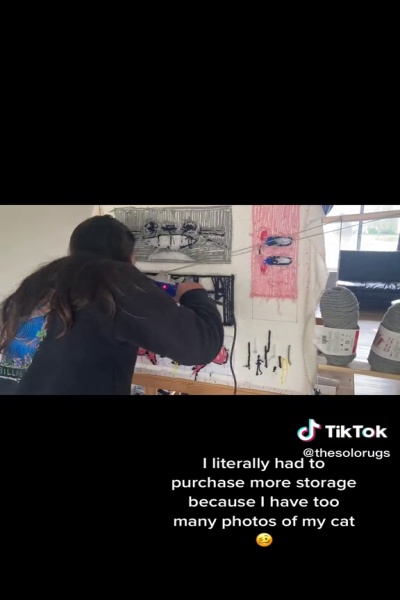 TikTok
@thesolorugs
I literally had to
purchase more storage
because I have too
many photos of my cat
🥴